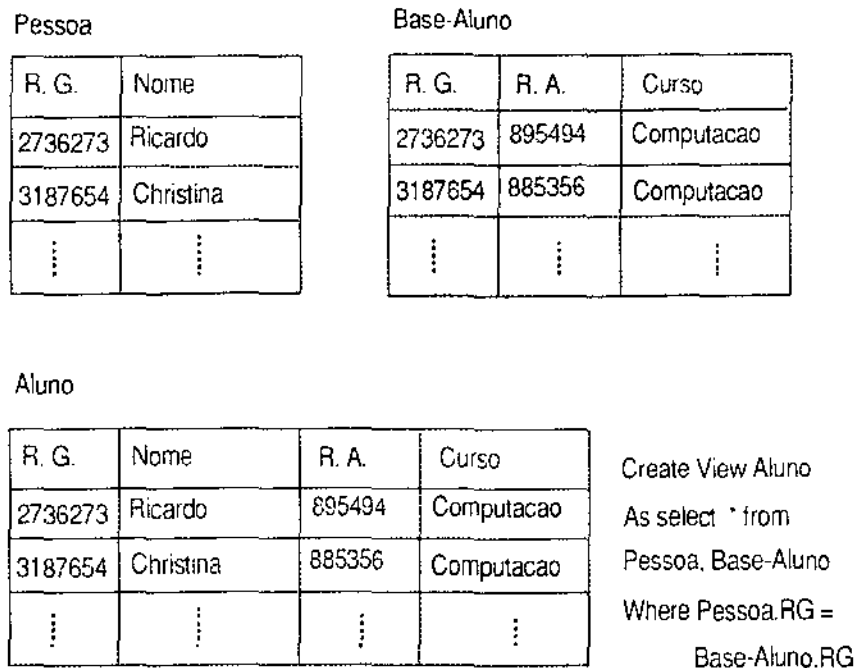 Pessoa
R. G. Nome
2736273 Ricardo
3187654 Christina
Base-Aluno
R. G. R. A. Curso
2736273 895494 Computacao
3187654 885356 Computacao
Aluno
R. G. Nome R. A. Curso
2736273 Ricardo 895494 Computacao
3187654 Christina 885356 Computacao
Create View Aluno
As select * from
Pessoa, Base-Aluno
Where Pessoa.RG =
Base-Aluno.RG